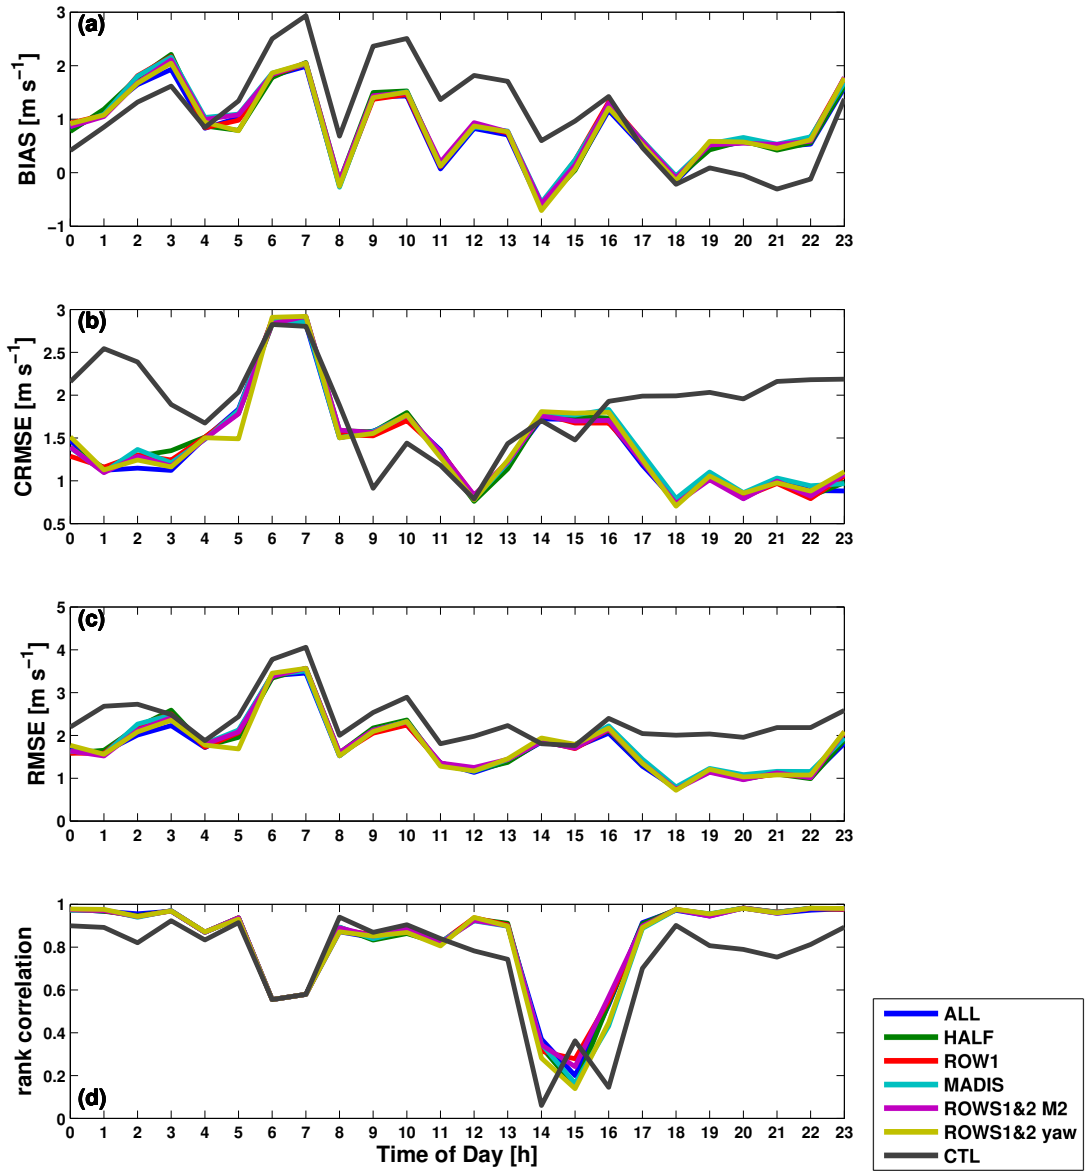 (a)
BIAS [m s−1]
3
2
1
0
−1
0 1 2 3 4 5 6 7 8 9 10 11 12 13 14 15 16 17 18 19 20 21 22 23
(b)
CRMSE [m s−1]
3
2.5
2
1.5
1
0.5
0 1 2 3 4 5 6 7 8 9 10 11 12 13 14 15 16 17 18 19 20 21 22 23
(c)
RMSE [m s−1]
5
4
3
2
1
0
0 1 2 3 4 5 6 7 8 9 10 11 12 13 14 15 16 17 18 19 20 21 22 23
rank correlation
1
0.8
0.6
0.4
0.2
0
(d)
0 1 2 3 4 5 6 7 8 9 10 11 12 13 14 15 16 17 18 19 20 21 22 23
Time of Day [h]
ALL
HALF
ROW1
MADIS
ROWS1&2 M2
ROWS1&2 yaw
CTL